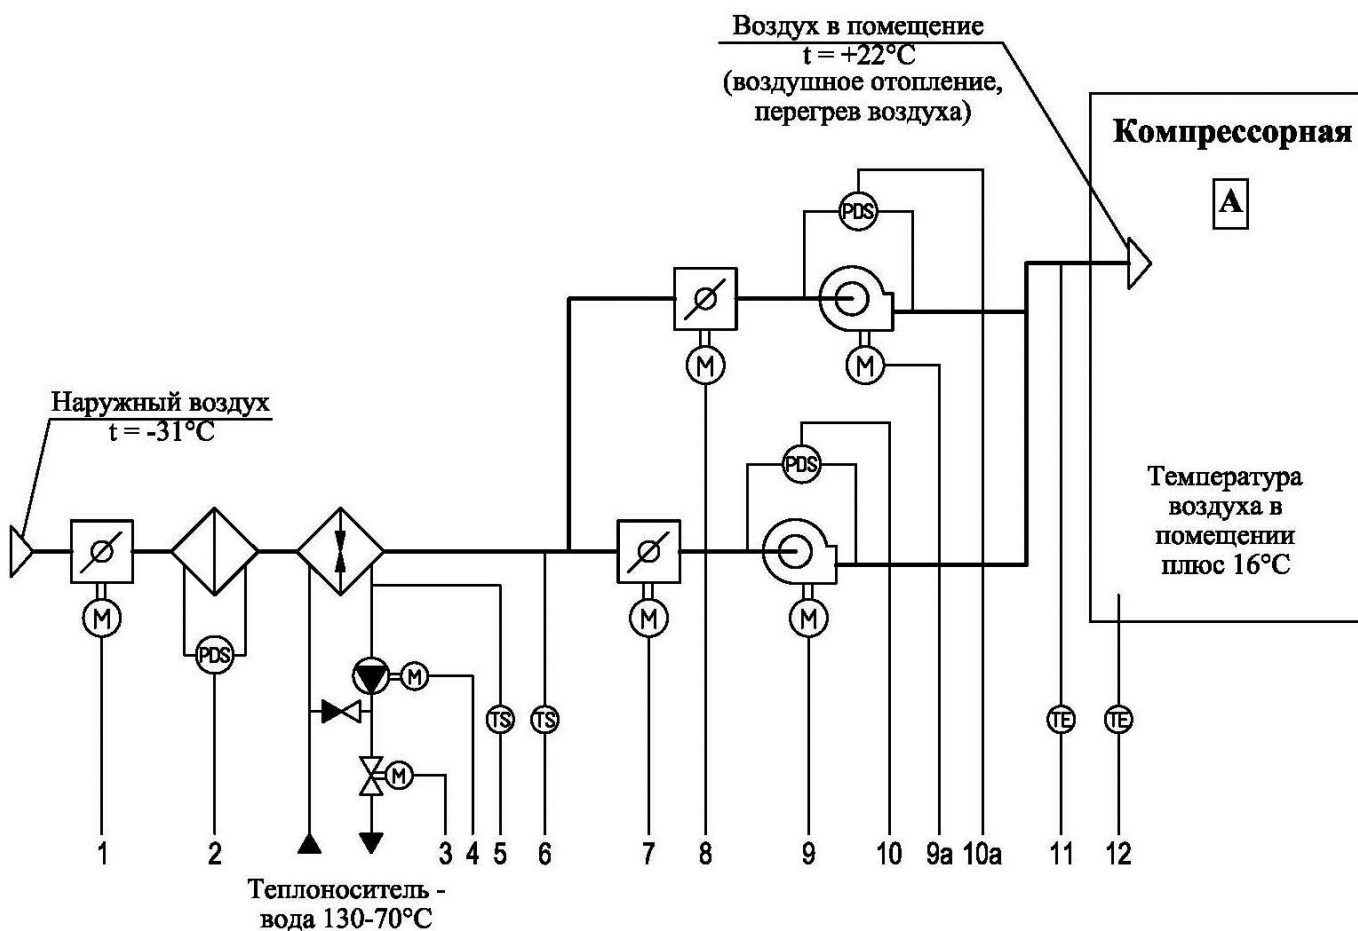 Воздух в помещение
t = +22°C
(воздушное отопление,
перегрев воздуха)
Компрессорная
А
PDS
M
M
Наружный воздух
t = -31°C
PDS
Температура
воздуха в
помещении
плюс 16°C
M
M
M
PDS
M
TS
TS
TE
TE
M
1
2
3
4
5
6
7
8
9
10
9а
10а
11
12
Теплоноситель -
вода 130-70°C